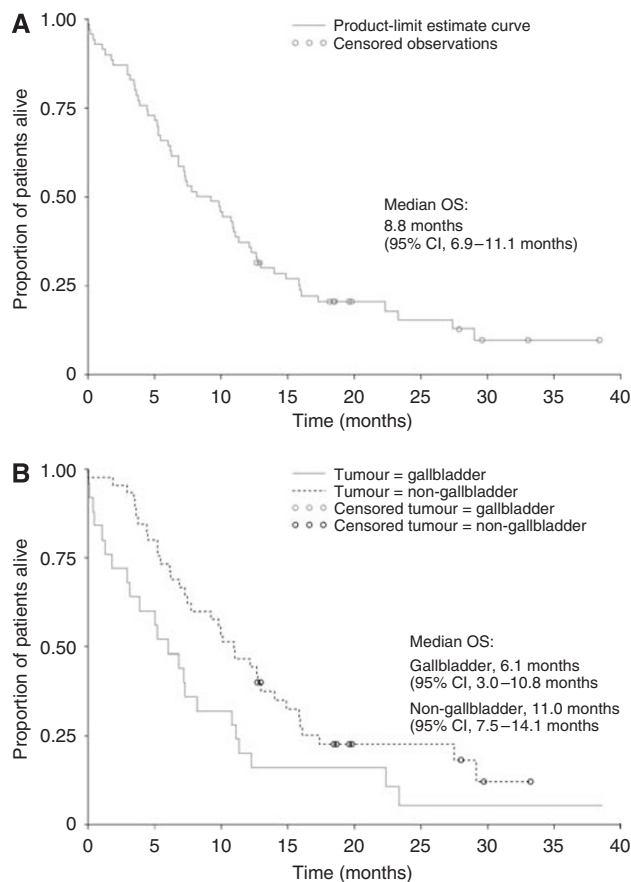 A
Product-limit estimate curve
Censored observations
1.00
0.75
0.50
0.25
0
Proportion of patients alive
Median OS:
8.8 months
(95% CI, 6.9–11.1 months)
0 5 10 15 20 25 30 35 40
Time (months)
B
Tumour = gallbladder
Tumour = non-gallbladder
Censored tumour = gallbladder
Censored tumour = non-gallbladder
1.00
0.75
0.50
0.25
0
Proportion of patients alive
Median OS:
Gallbladder, 6.1 months
(95% CI, 3.0–10.8 months
Non-gallbladder, 11.0 months
(95% CI, 7.5–14.1 months
0 5 10 15 20 25 30 35 40
Time (months)